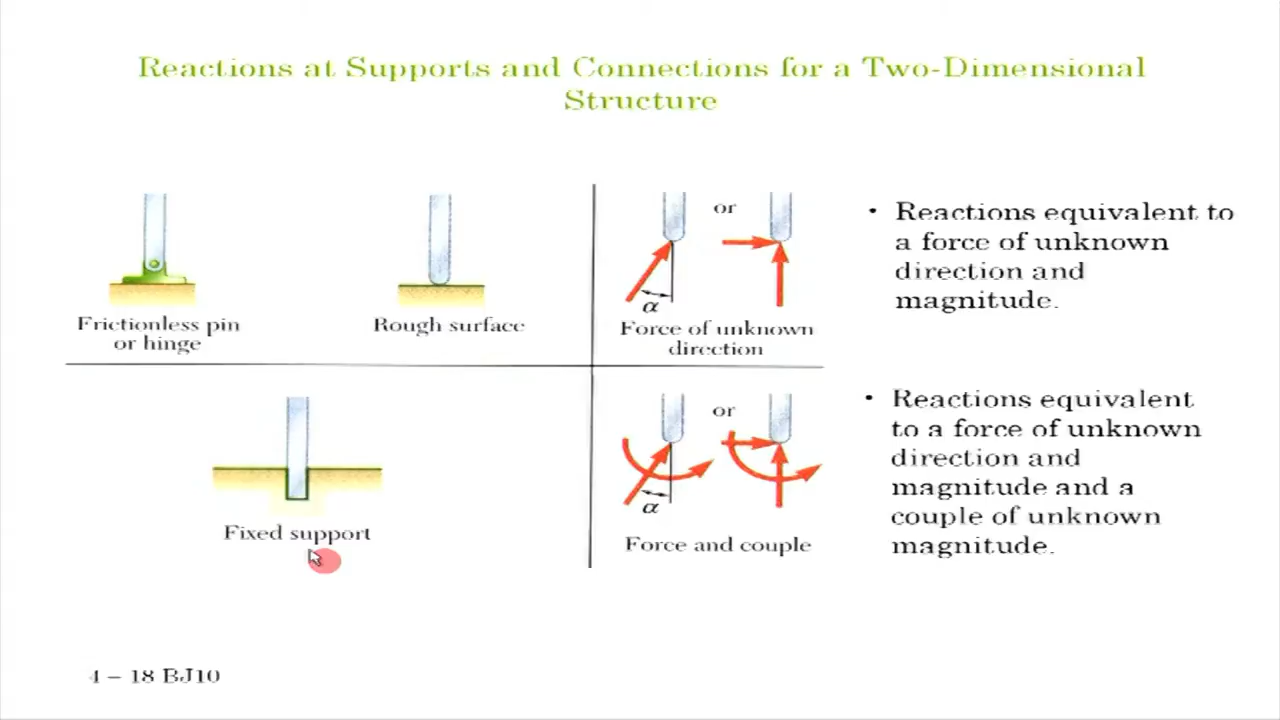 Reactions at Supports and Connections for a Two-Dimensional
Structure
Frictionless pin
or hinge
Rough surface
or
α
Force of unknown
direction
• Reactions equivalent to
a force of unknown
direction and
magnitude.
Fixed support
or
α
Force and couple
• Reactions equivalent
to a force of unknown
direction and
magnitude and a
couple of unknown
magnitude.
4 – 18 BJ10